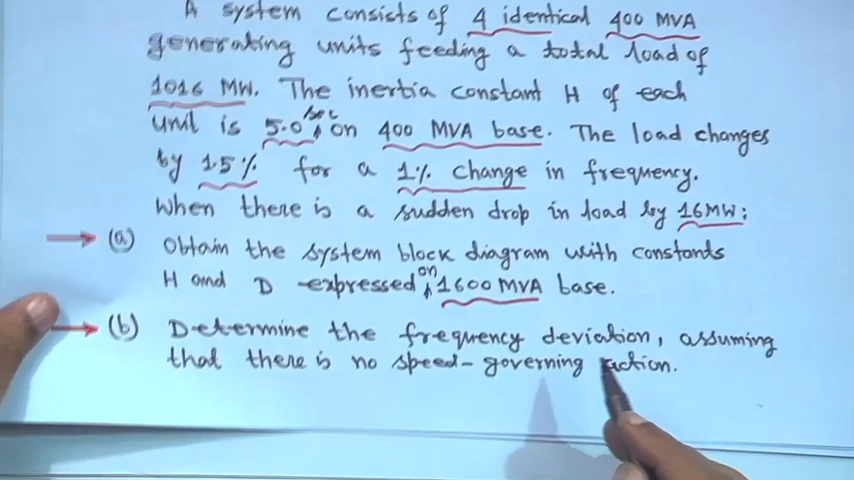 A system consists of 4 identical 400 MVA
generating units feeding a total load of
1016 MW. The inertia constant H of each
unit is 5.0 sec on 400 MVA base. The load changes
by 1.5% for a 1% change in frequency.
When there is a sudden drop in load by 16MW:
(a) Obtain the system block diagram with constants
H and D expressed on 1600 MVA base.
(b) Determine the frequency deviation, assuming
that there is no speed-governing action.